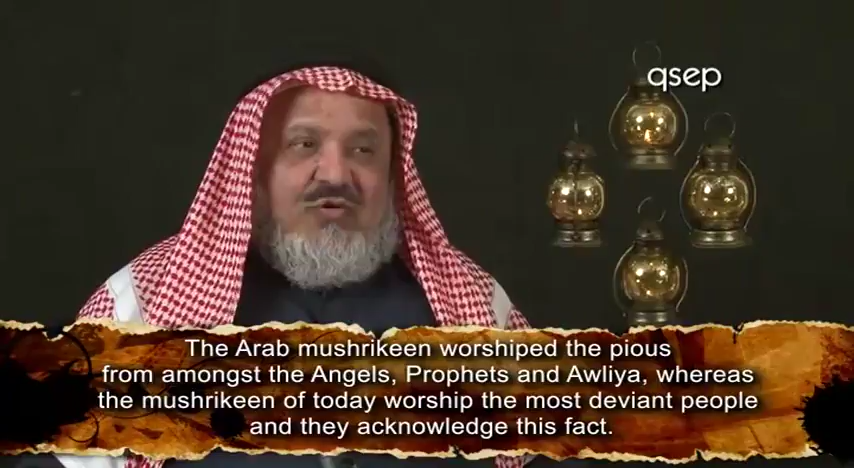 qsep
The Arab mushrikeen worshiped the pious
from amongst the Angels, Prophets and Awliya, whereas
the mushrikeen of today worship the most deviant people
and they acknowledge this fact.